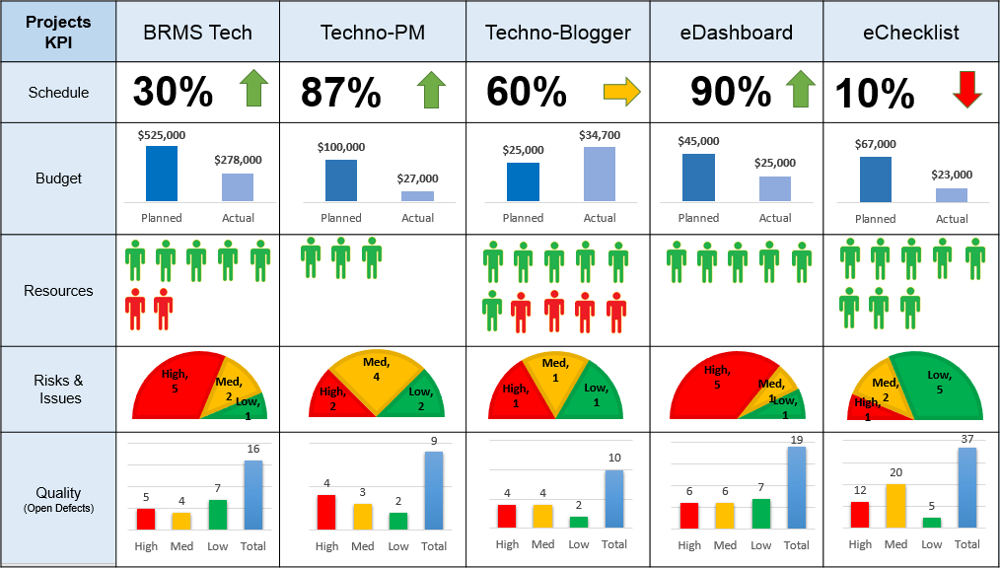 Projects
KPI
BRMS Tech
Techno-PM
Techno-Blogger
eDashboard
eChecklist
Schedule
30%
87%
60%
90%
10%
Budget
$525,000
$278,000
Planned
Actual
$100,000
$27,000
Planned
Actual
$25,000
$34,700
Planned
Actual
$45,000
$25,000
Planned
Actual
$67,000
$23,000
Planned
Actual
Resources
Risks &
Issues
High,
5
Med,
2
Low,
1
High,
2
Med,
4
Low,
2
High,
1
Med,
1
Low,
1
High,
5
Med,
1
Low,
1
High,
1
Med,
2
Low,
5
Quality
(Open Defects)
5
4
7
16
High
Med
Low
Total
4
3
2
9
High
Med
Low
Total
4
4
2
10
High
Med
Low
Total
6
6
7
19
High
Med
Low
Total
12
20
5
37
High
Med
Low
Total